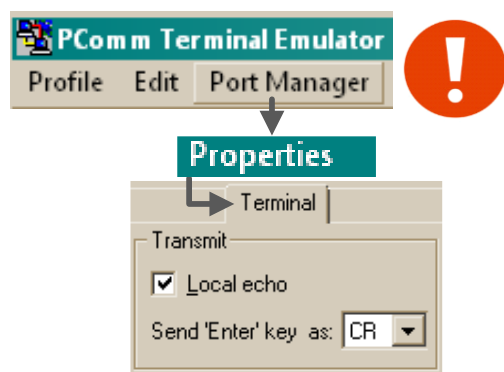 PComm Terminal Emulator
Profile Edit Port Manager
!
Properties
Terminal
Transmit
Local echo
Send 'Enter' key as: CR